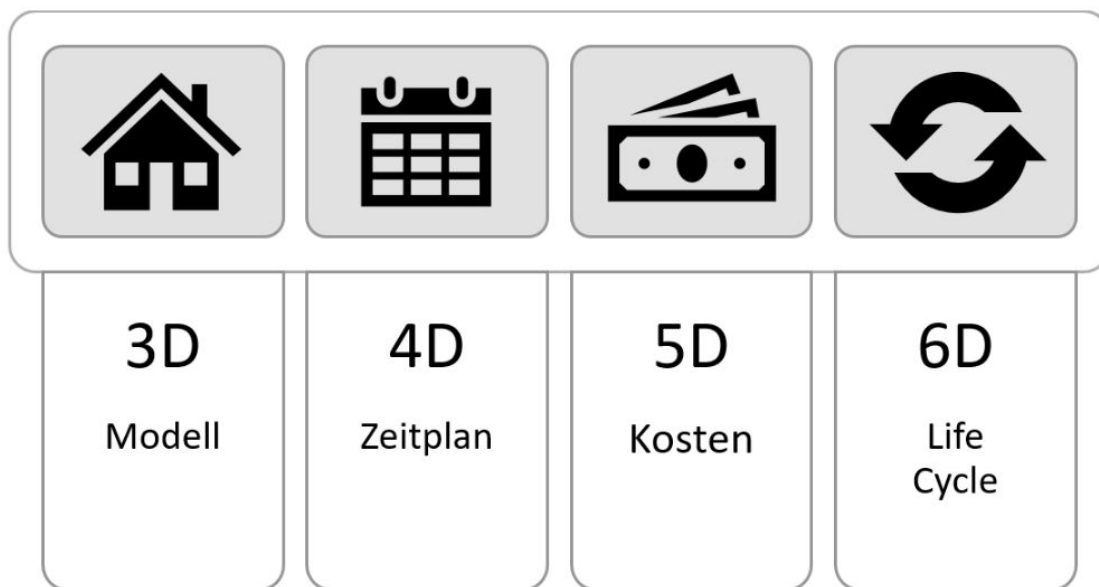 3D
Modell
4D
Zeitplan
5D
Kosten
6D
Life
Cycle